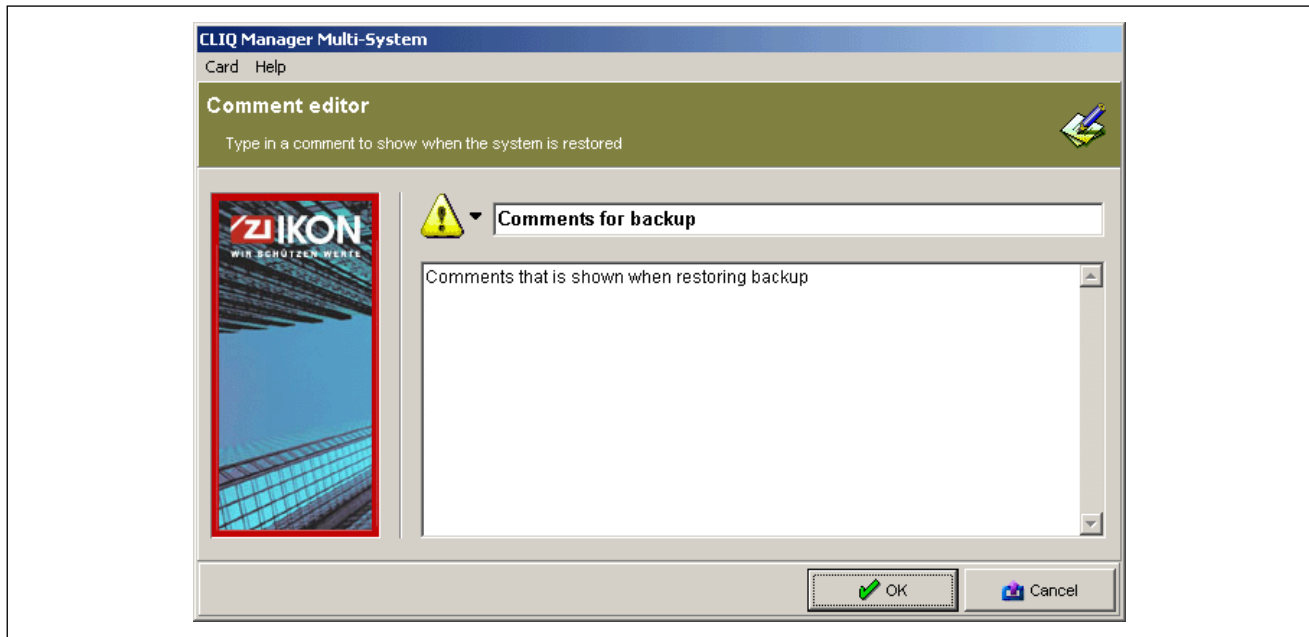 CLIQ Manager Multi-System
Card Help
Comment editor
Type in a comment to show when the system is restored
ZI IKON
WIR SCHÜTZEN WERTE
Comments for backup
Comments that is shown when restoring backup
OK Cancel